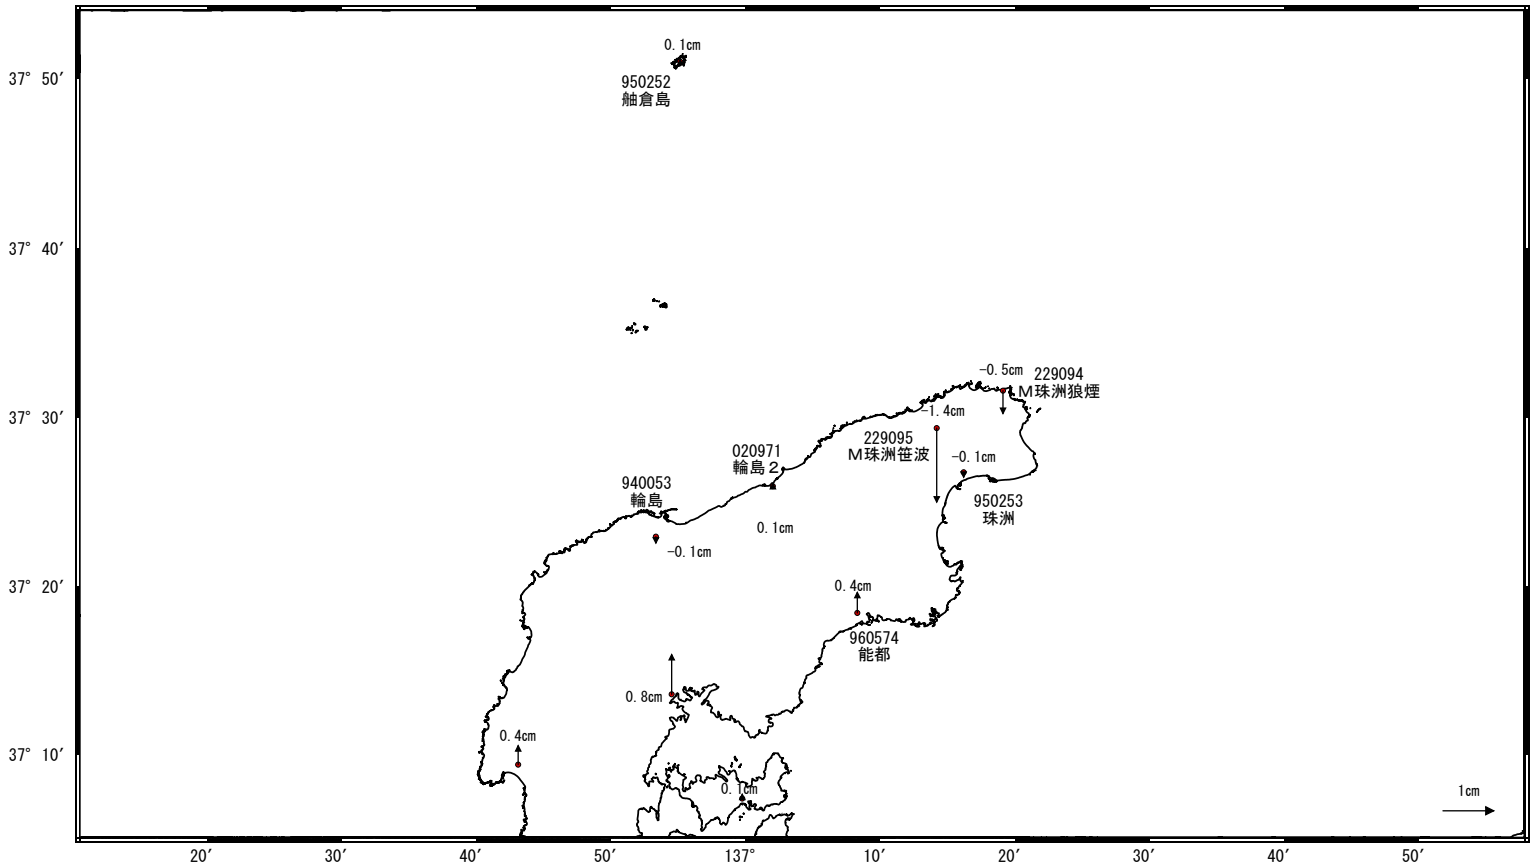 0.1cm
37° 50′
950252
舳倉島
37° 40′
-0.5cm
229094
M珠洲狼煙
-1.4cm
37° 30′
229095
M珠洲笹波
020971
輪島２
-0.1cm
940053
輪島
950253
珠洲
0.1cm
-0.1cm
37° 20′
0.4cm
960574
能都
0.8cm
0.4cm
37° 10′
0.1cm
1cm
20′
30′
40′
50′
137°
10′
20′
30′
40′
50′